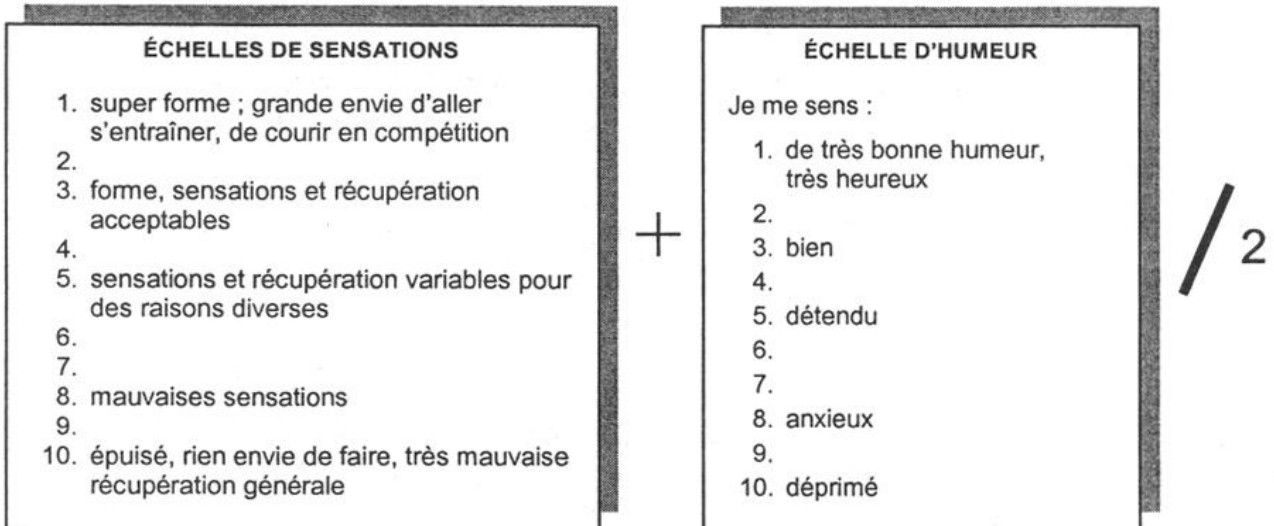 ÉCHELLES DE SENSATIONS
1. super forme ; grande envie d'aller
s'entraîner, de courir en compétition
2.
3. forme, sensations et récupération
acceptables
4.
5. sensations et récupération variables pour
des raisons diverses
6.
7.
8. mauvaises sensations
9.
10. épuisé, rien envie de faire, très mauvaise
récupération générale
+
ÉCHELLE D'HUMEUR
Je me sens :
1. de très bonne humeur,
très heureux
2.
3. bien
4.
5. détendu
6.
7.
8. anxieux
9.
10. déprimé
/ 2